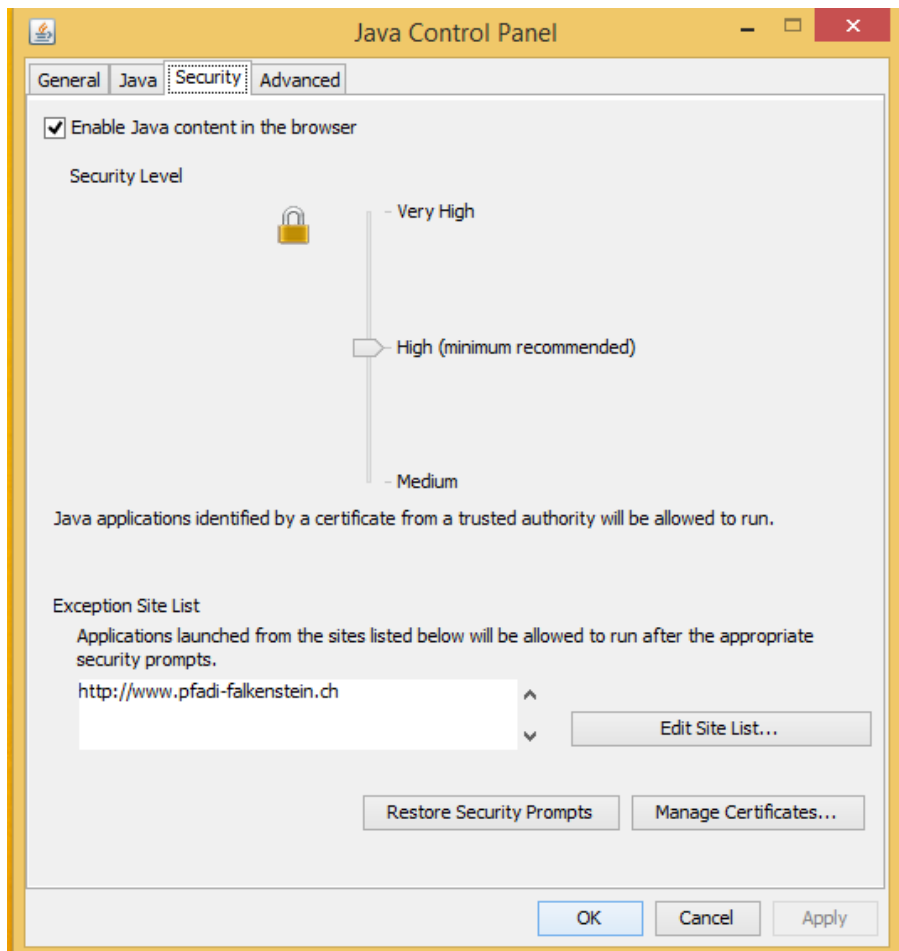 Java Control Panel
General Java Security Advanced
Enable Java content in the browser
Security Level
- Very High
- High (minimum recommended)
- Medium
Java applications identified by a certificate from a trusted authority will be allowed to run.
Exception Site List
Applications launched from the sites listed below will be allowed to run after the appropriate
security prompts.
http://www.pfadi-falkenstein.ch
Edit Site List...
Restore Security Prompts Manage Certificates...
OK Cancel Apply